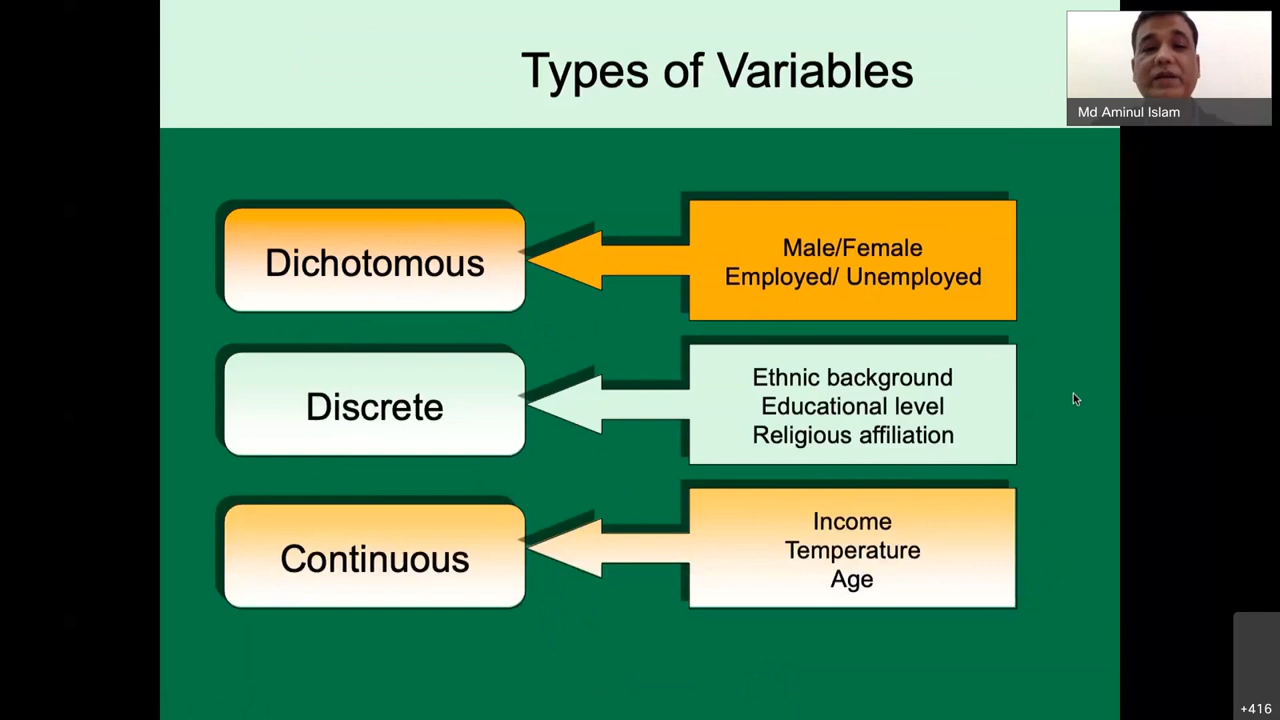 Types of Variables
Md Aminul Islam
Dichotomous
Male/Female
Employed/ Unemployed
Discrete
Ethnic background
Educational level
Religious affiliation
Continuous
Income
Temperature
Age
+416